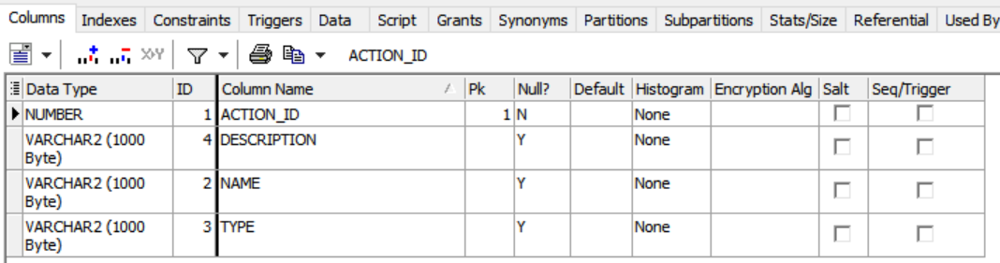 Columns Indexes Constraints Triggers Data Script Grants Synonyms Partitions Subpartitions Stats/Size Referential Used By
ACTION_ID
Data Type ID Column Name Pk Null? Default Histogram Encryption Alg Salt Seq/Trigger
NUMBER 1 ACTION_ID 1 N None
VARCHAR2 (1000 4 DESCRIPTION Y None
Byte)
VARCHAR2 (1000 2 NAME Y None
Byte)
VARCHAR2 (1000 3 TYPE Y None
Byte)